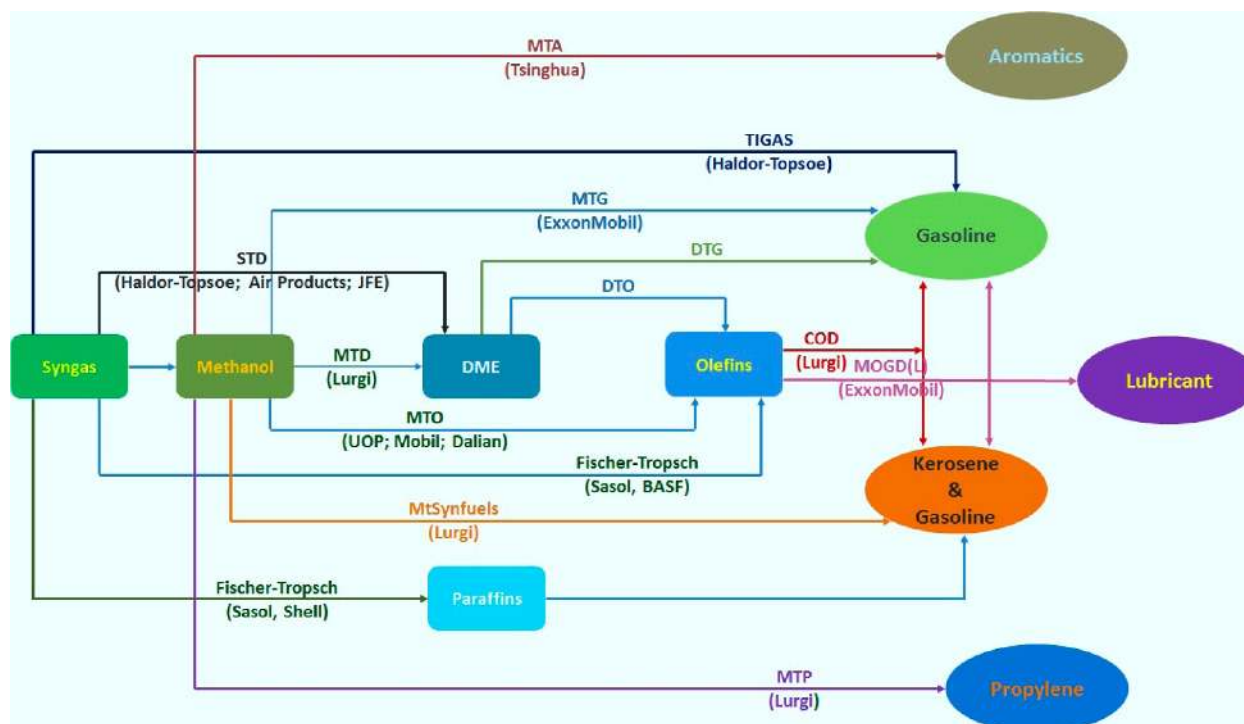 MTA
(Tsinghua)
Aromatics
TIGAS
(Haldor-Topsoe)
MTG
(ExxonMobil)
Gasoline
STD
(Haldor-Topsoe; Air Products; JFE)
DTG
DTO
Syngas
Methanol
MTD
(Lurgi)
DME
Olefins
COD
(Lurgi)
MOGD(L)
(ExxonMobil)
Lubricant
MTO
(UOP; Mobil; Dalian)
Fischer-Tropsch
(Sasol, BASF)
Kerosene
&
Gasoline
MtSynfuels
(Lurgi)
Fischer-Tropsch
(Sasol, Shell)
Paraffins
MTP
(Lurgi)
Propylene